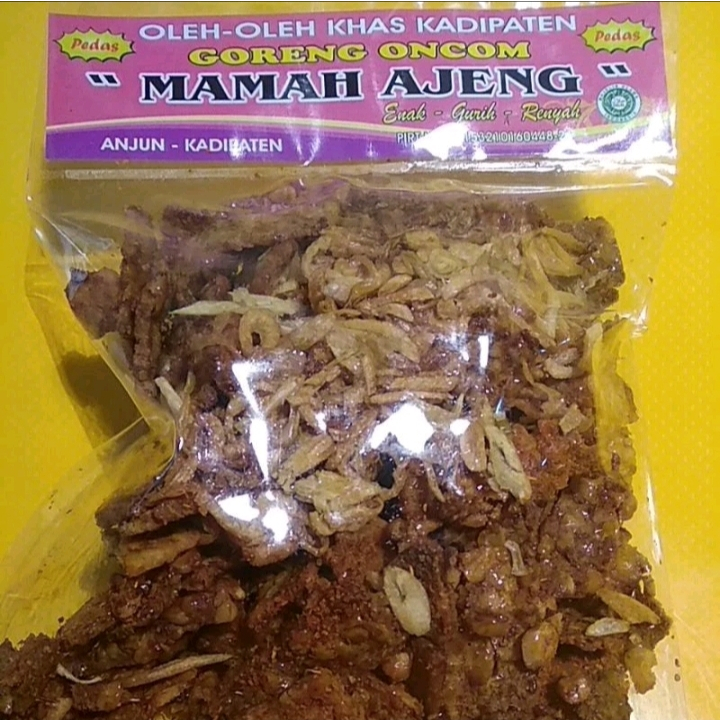 OLEH-OLEH KHAS KADIPATEN
Pedas
Pedas
GORENG ONCOM
" MAMAH AJENG "
Enak - Gurih - Renyah
ANJUN - KADIPATEN